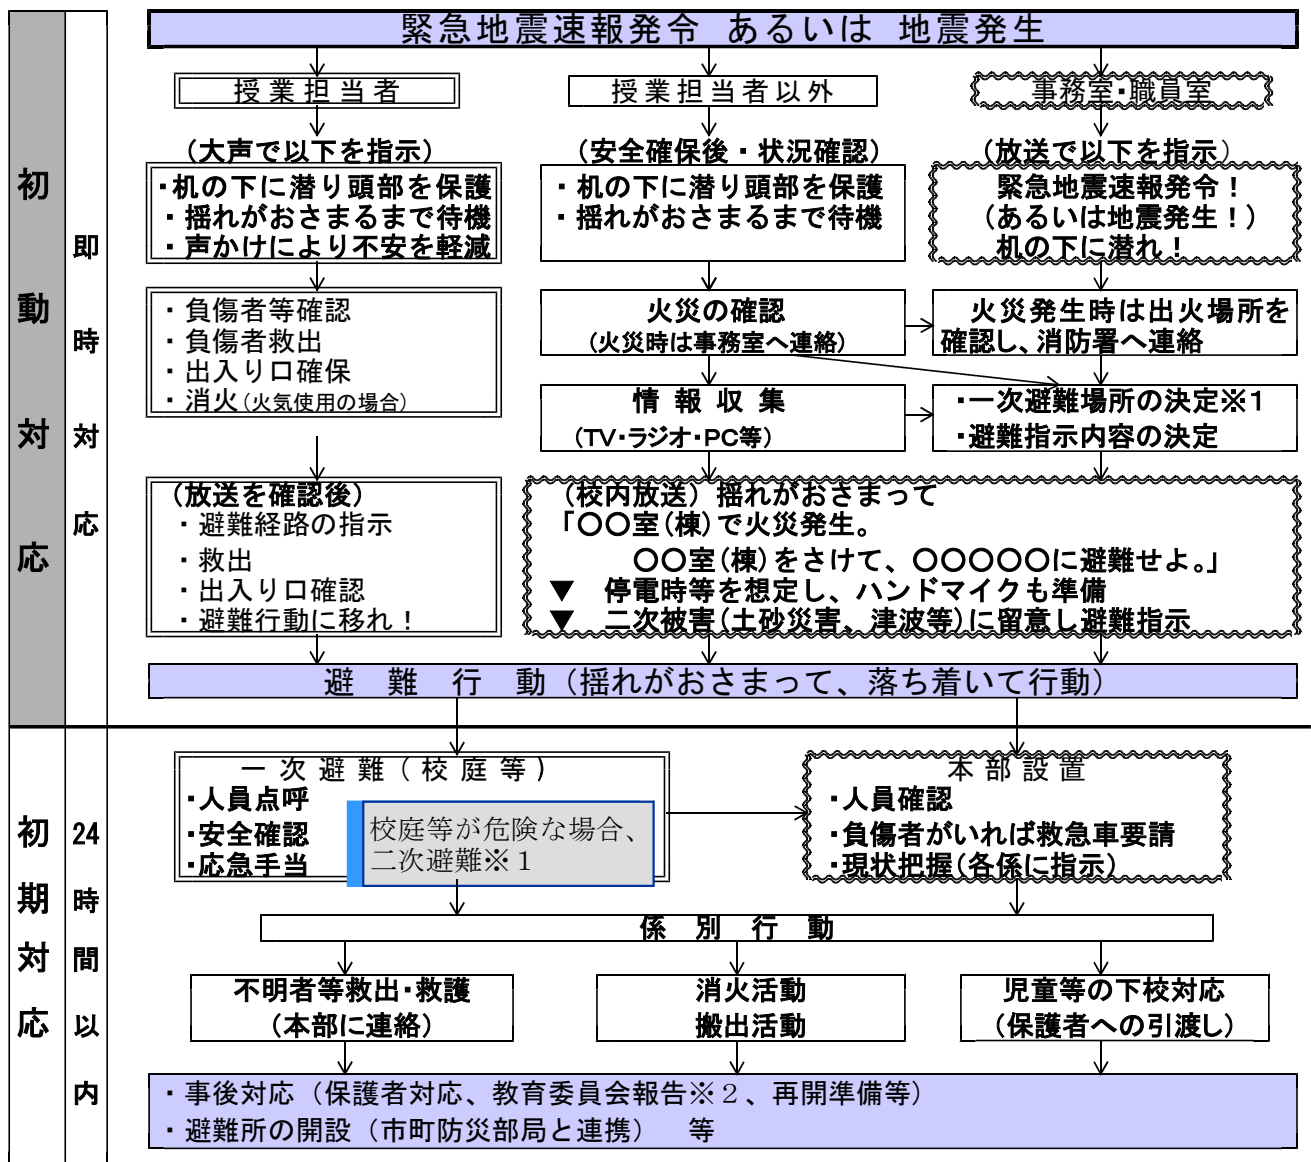 緊急地震速報発令 あるいは 地震発生
初動対応
即時対応
授業担当者
(大声で以下を指示)
・机の下に潜り頭部を保護
・揺れがおさまるまで待機
・声かけにより不安を軽減
・負傷者等確認
・負傷者救出
・出入り口確保
・消火(火気使用の場合)
(放送を確認後)
・避難経路の指示
・救出
・出入り口確認
・避難行動に移れ！
授業担当者以外
(安全確保後・状況確認)
・机の下に潜り頭部を保護
・揺れがおさまるまで待機
火災の確認
(火災時は事務室へ連絡)
情報収集
(TV・ラジオ・PC等)
事務室・職員室
(放送で以下を指示)
緊急地震速報発令！
(あるいは地震発生！)
机の下に潜れ！
火災発生時は出火場所を
確認し、消防署へ連絡
・一次避難場所の決定※1
・避難指示内容の決定
(校内放送) 揺れがおさまって
「〇〇室(棟)で火災発生。
〇〇室(棟)をさけて、〇〇〇〇〇に避難せよ。」
▼ 停電時等を想定し、ハンドマイクも準備
▼ 二次被害(土砂災害、津波等)に留意し避難指示
避難行動(揺れがおさまって、落ち着いて行動)
初期対応
24時間以内
一次避難(校庭等)
・人員点呼
・安全確認
・応急手当
校庭等が危険な場合、
二次避難※１
本部設置
・人員確認
・負傷者がいれば救急車要請
・現状把握(各係に指示)
係別行動
不明者等救出・救護
(本部に連絡)
消火活動
搬出活動
児童等の下校対応
(保護者への引渡し)
・事後対応（保護者対応、教育委員会報告※２、再開準備等）
・避難所の開設（市町防災部局と連携） 等